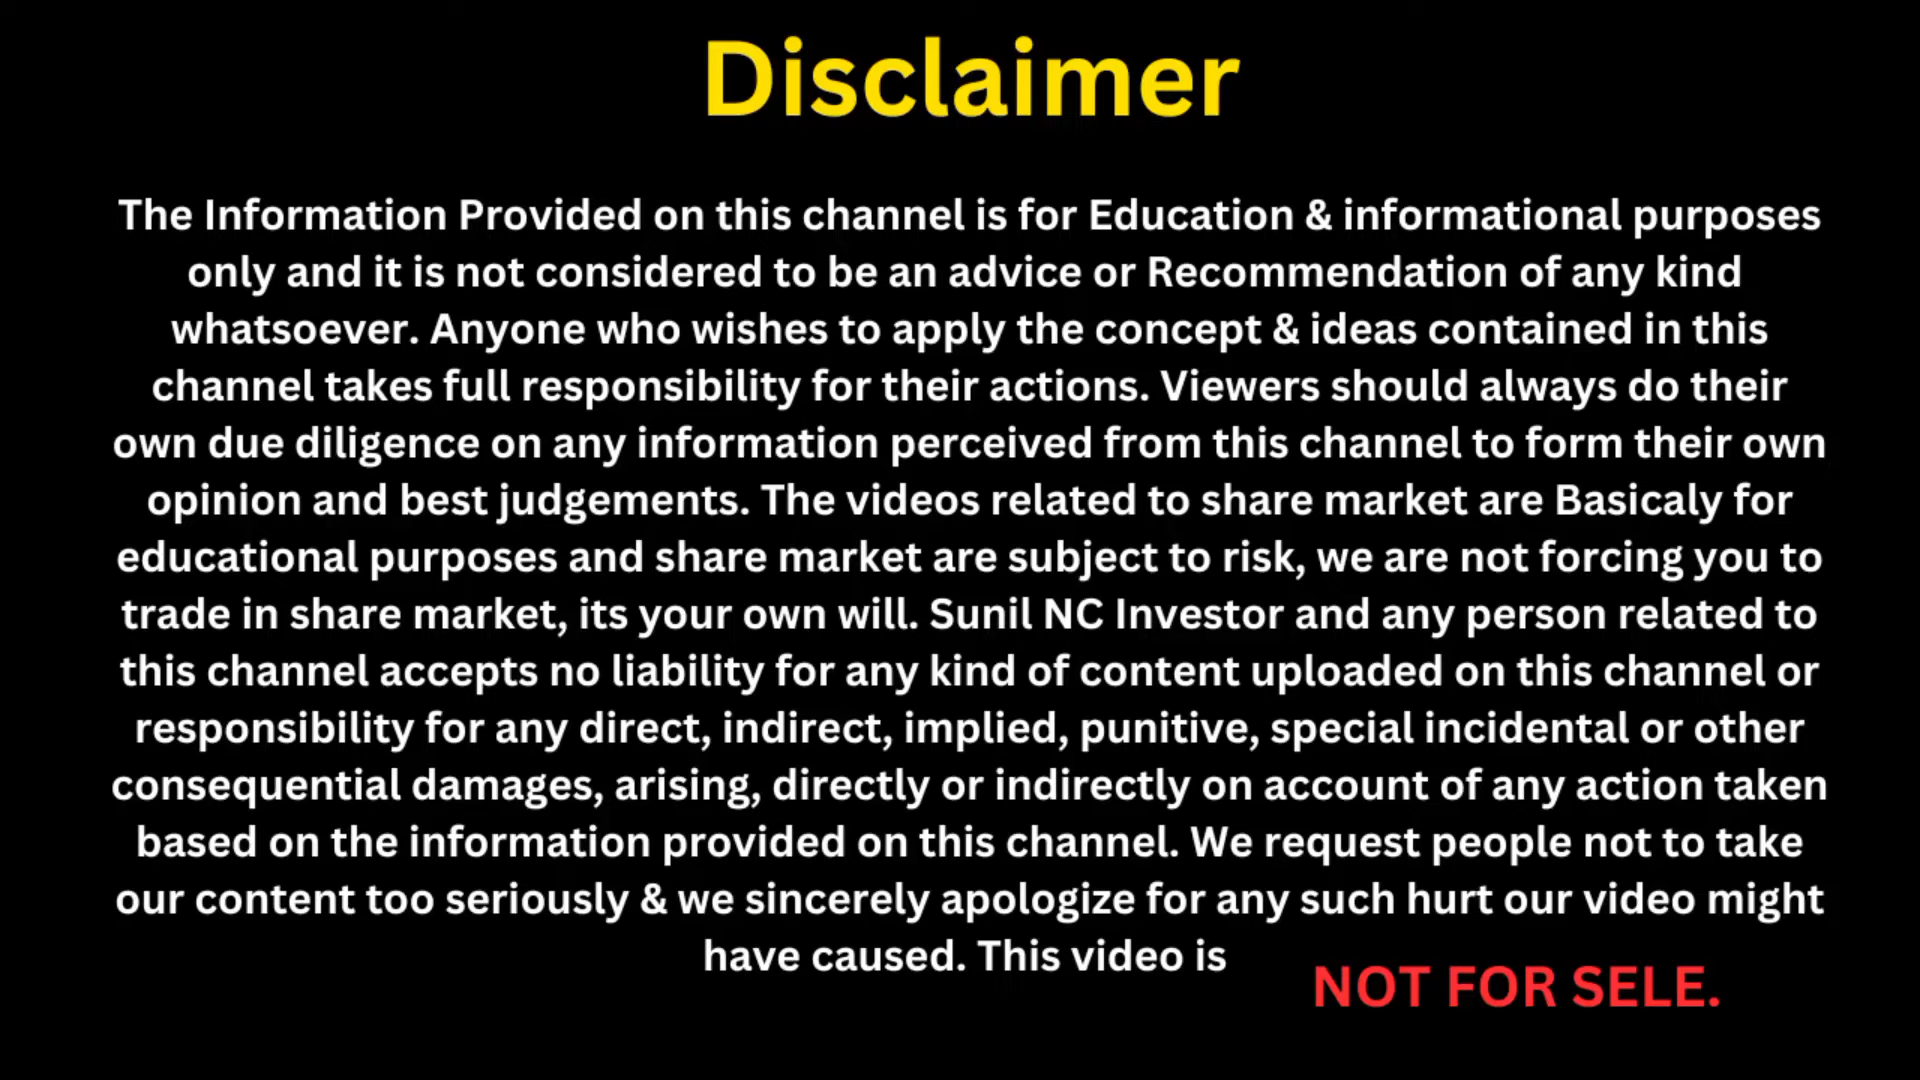 Disclaimer
The Information Provided on this channel is for Education & informational purposes
only and it is not considered to be an advice or Recommendation of any kind
whatsoever. Anyone who wishes to apply the concept & ideas contained in this
channel takes full responsibility for their actions. Viewers should always do their
own due diligence on any information perceived from this channel to form their own
opinion and best judgements. The videos related to share market are Basicaly for
educational purposes and share market are subject to risk, we are not forcing you to
trade in share market, its your own will. Sunil NC Investor and any person related to
this channel accepts no liability for any kind of content uploaded on this channel or
responsibility for any direct, indirect, implied, punitive, special incidental or other
consequential damages, arising, directly or indirectly on account of any action taken
based on the information provided on this channel. We request people not to take
our content too seriously & we sincerely apologize for any such hurt our video might
have caused. This video is
NOT FOR SELE.